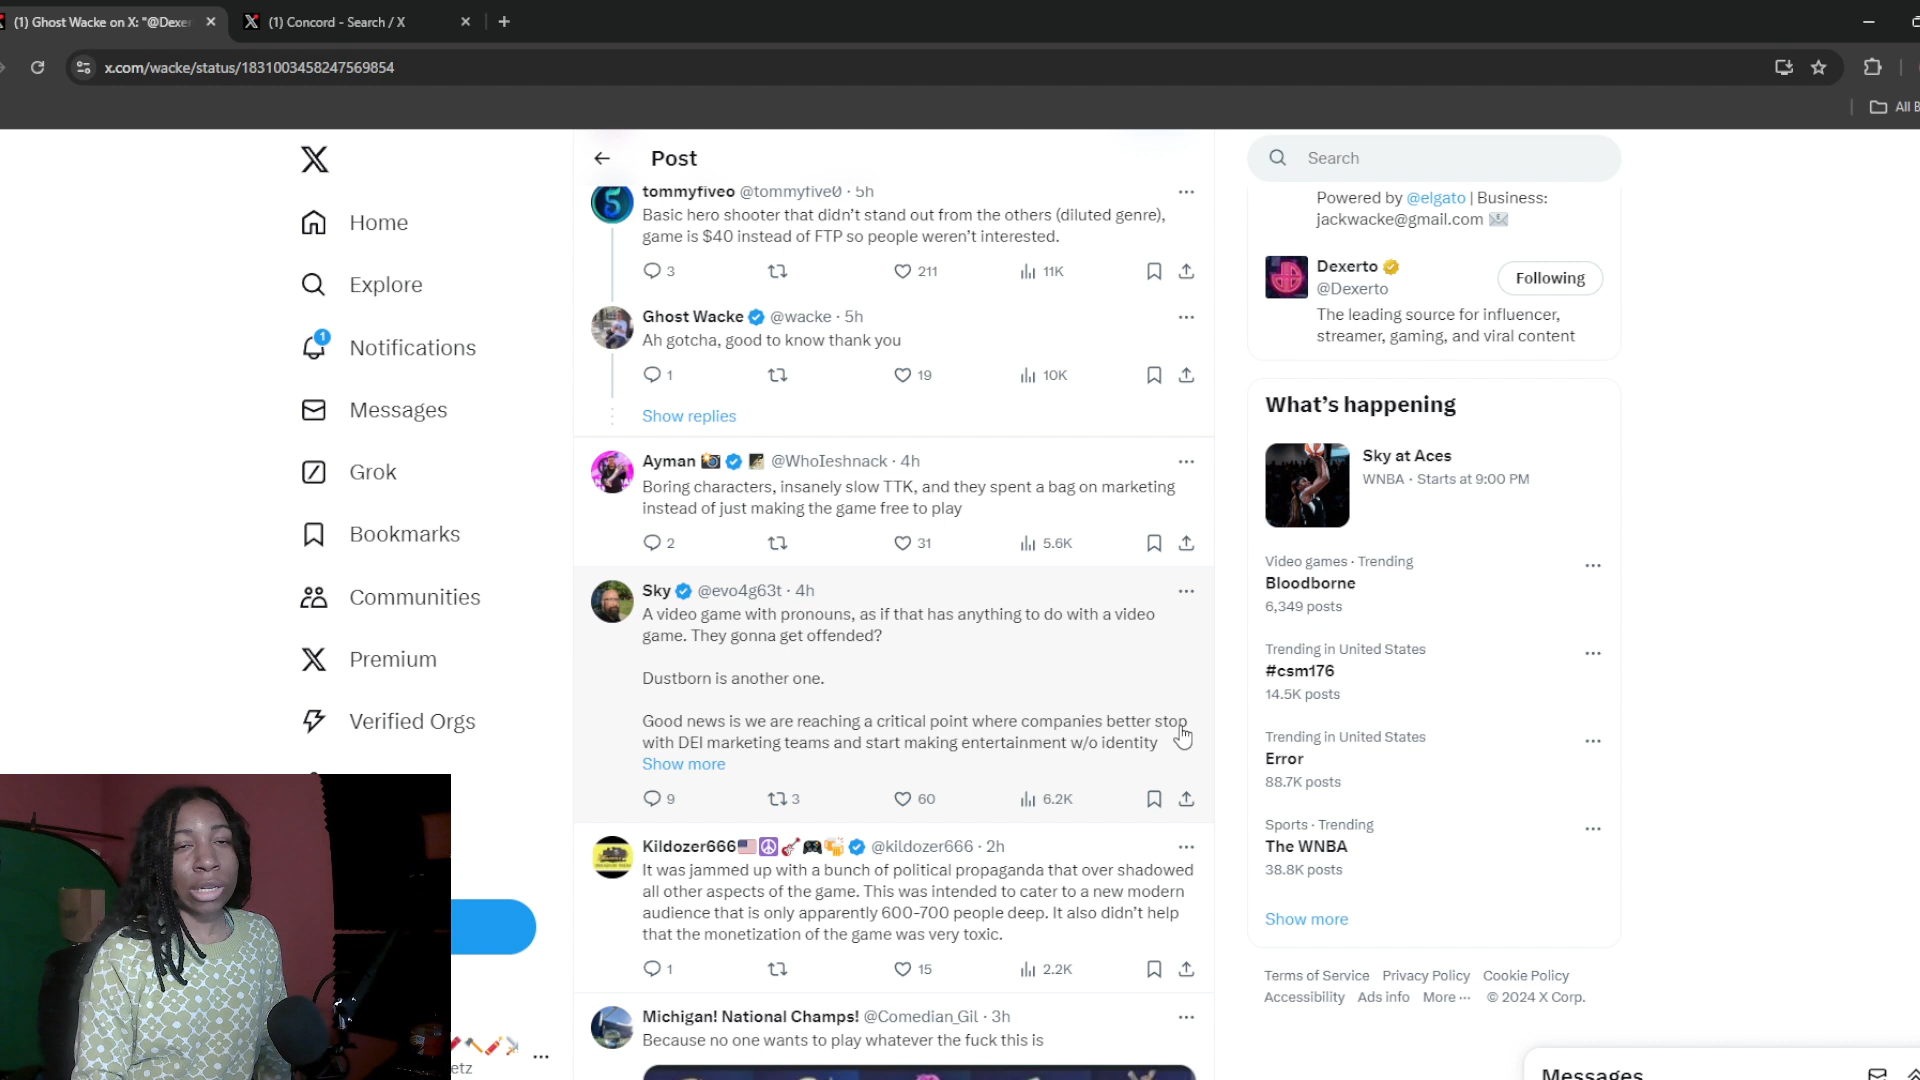 (1) Ghost Wacke on X: "@Dexer
(1) Concord - Search / X
x.com/wacke/status/1831003458247569854
All B
Home
Explore
1
Notifications
Messages
Grok
Bookmarks
Communities
Premium
Verified Orgs
etz
Post
tommyfiveo @tommyfive0 · 5h
Basic hero shooter that didn't stand out from the others (diluted genre),
game is $40 instead of FTP so people weren't interested.
3 211 11K
Ghost Wacke @wacke · 5h
Ah gotcha, good to know thank you
1 19 10K
Show replies
Ayman @WhoIeshnack · 4h
Boring characters, insanely slow TTK, and they spent a bag on marketing
instead of just making the game free to play
2 31 5.6K
Sky @evo4g63t · 4h
A video game with pronouns, as if that has anything to do with a video
game. They gonna get offended?
Dustborn is another one.
Good news is we are reaching a critical point where companies better stop
with DEI marketing teams and start making entertainment w/o identity
Show more
9 3 60 6.2K
Kildozer666 @kildozer666 · 2h
It was jammed up with a bunch of political propaganda that over shadowed
all other aspects of the game. This was intended to cater to a new modern
audience that is only apparently 600-700 people deep. It also didn't help
that the monetization of the game was very toxic.
1 15 2.2K
Michigan! National Champs! @Comedian_Gil · 3h
Because no one wants to play whatever the fuck this is
Search
Powered by @elgato | Business:
jackwacke@gmail.com
Dexerto
@Dexerto
Following
The leading source for influencer,
streamer, gaming, and viral content
What's happening
Sky at Aces
WNBA · Starts at 9:00 PM
Video games · Trending
Bloodborne
6,349 posts
Trending in United States
#csm176
14.5K posts
Trending in United States
Error
88.7K posts
Sports · Trending
The WNBA
38.8K posts
Show more
Terms of Service Privacy Policy Cookie Policy
Accessibility Ads info More ··· © 2024 X Corp.
Messages